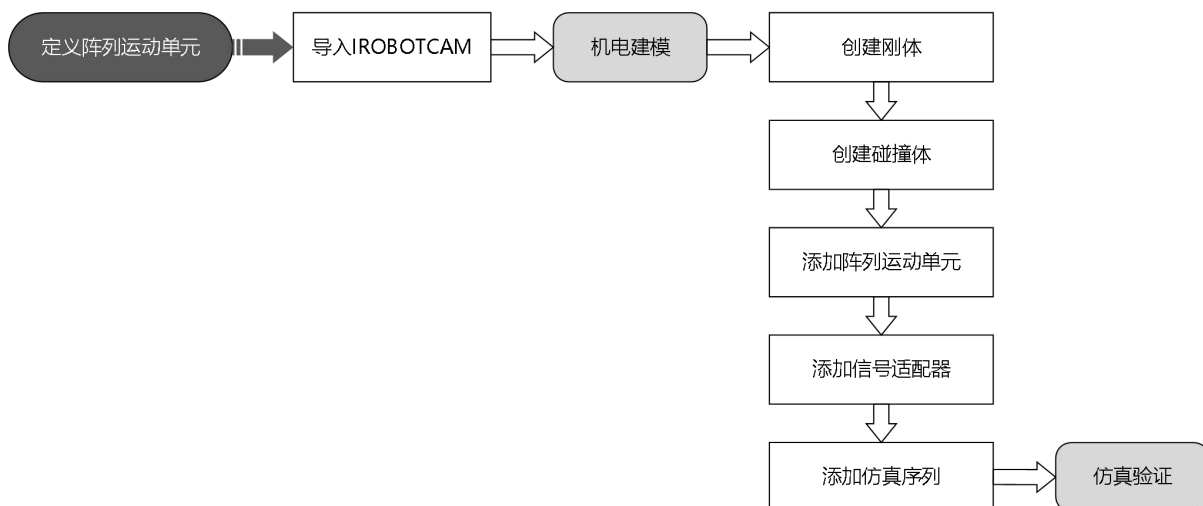 定义阵列运动单元
导入IROBOTCAM
机电建模
创建刚体
创建碰撞体
添加阵列运动单元
添加信号适配器
添加仿真序列
仿真验证